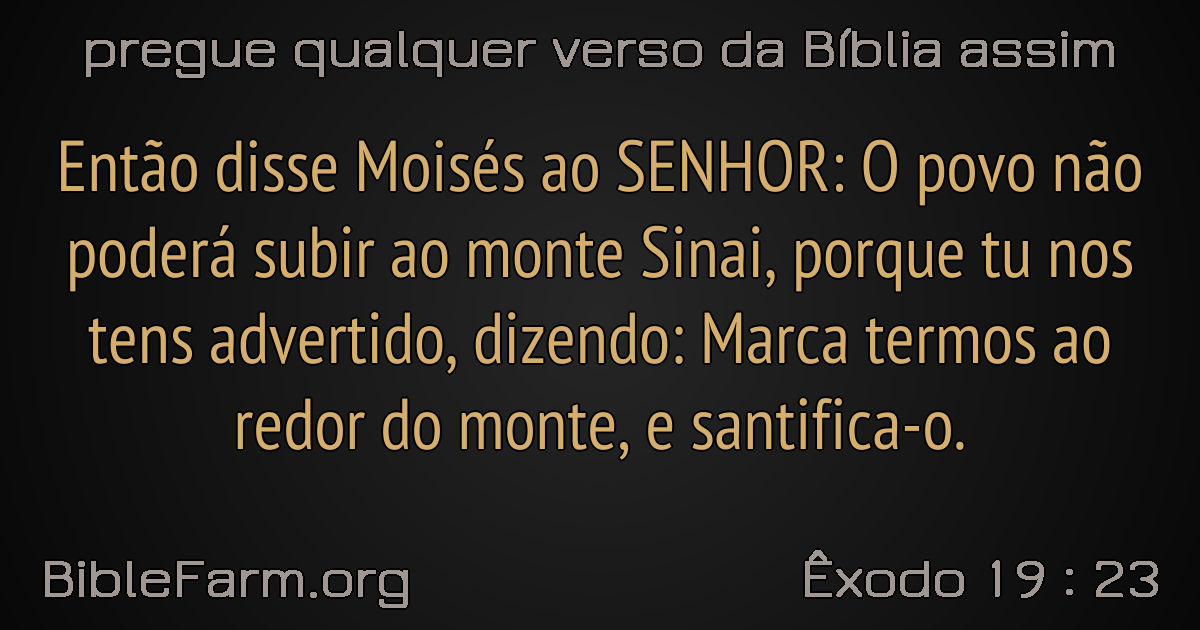 pregue qualquer verso da Bíblia assim
Então disse Moisés ao SENHOR: O povo não
poderá subir ao monte Sinai, porque tu nos
tens advertido, dizendo: Marca termos ao
redor do monte, e santifica-o.
BibleFarm.org
Êxodo 19 : 23